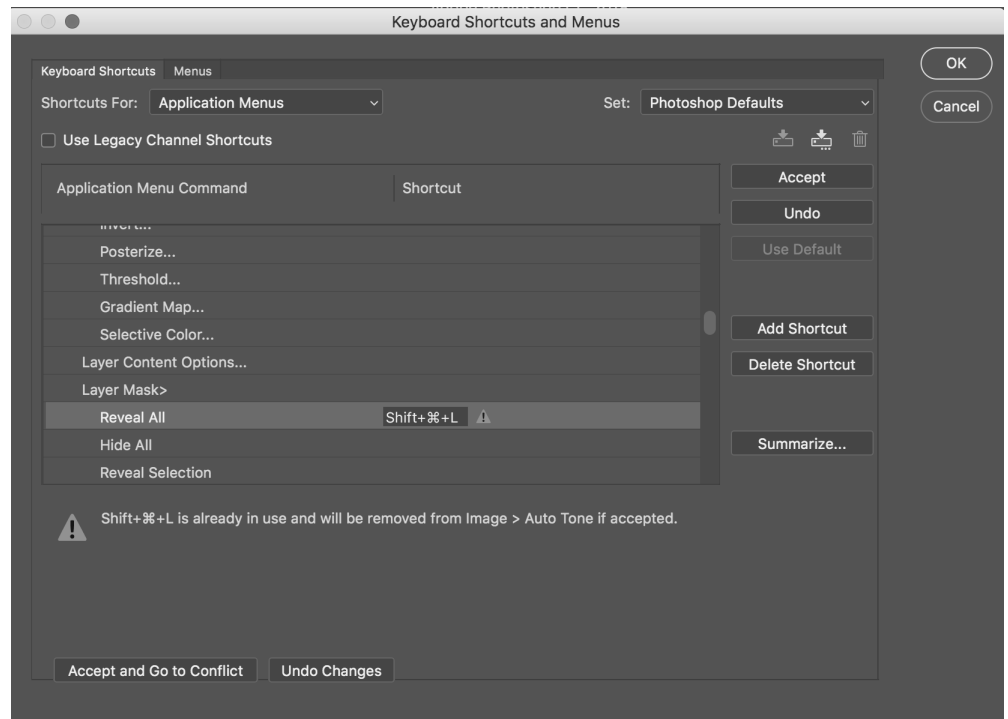 Keyboard Shortcuts and Menus
Keyboard Shortcuts Menus
OK
Shortcuts For: Application Menus Set: Photoshop Defaults
Cancel
Use Legacy Channel Shortcuts
Application Menu Command Shortcut
Accept
Undo
Invert...
Posterize...
Use Default
Threshold...
Gradient Map...
Selective Color...
Add Shortcut
Layer Content Options...
Delete Shortcut
Layer Mask>
Reveal All Shift+⌘+L
Hide All
Summarize...
Reveal Selection
Shift+⌘+L is already in use and will be removed from Image > Auto Tone if accepted.
Accept and Go to Conflict Undo Changes